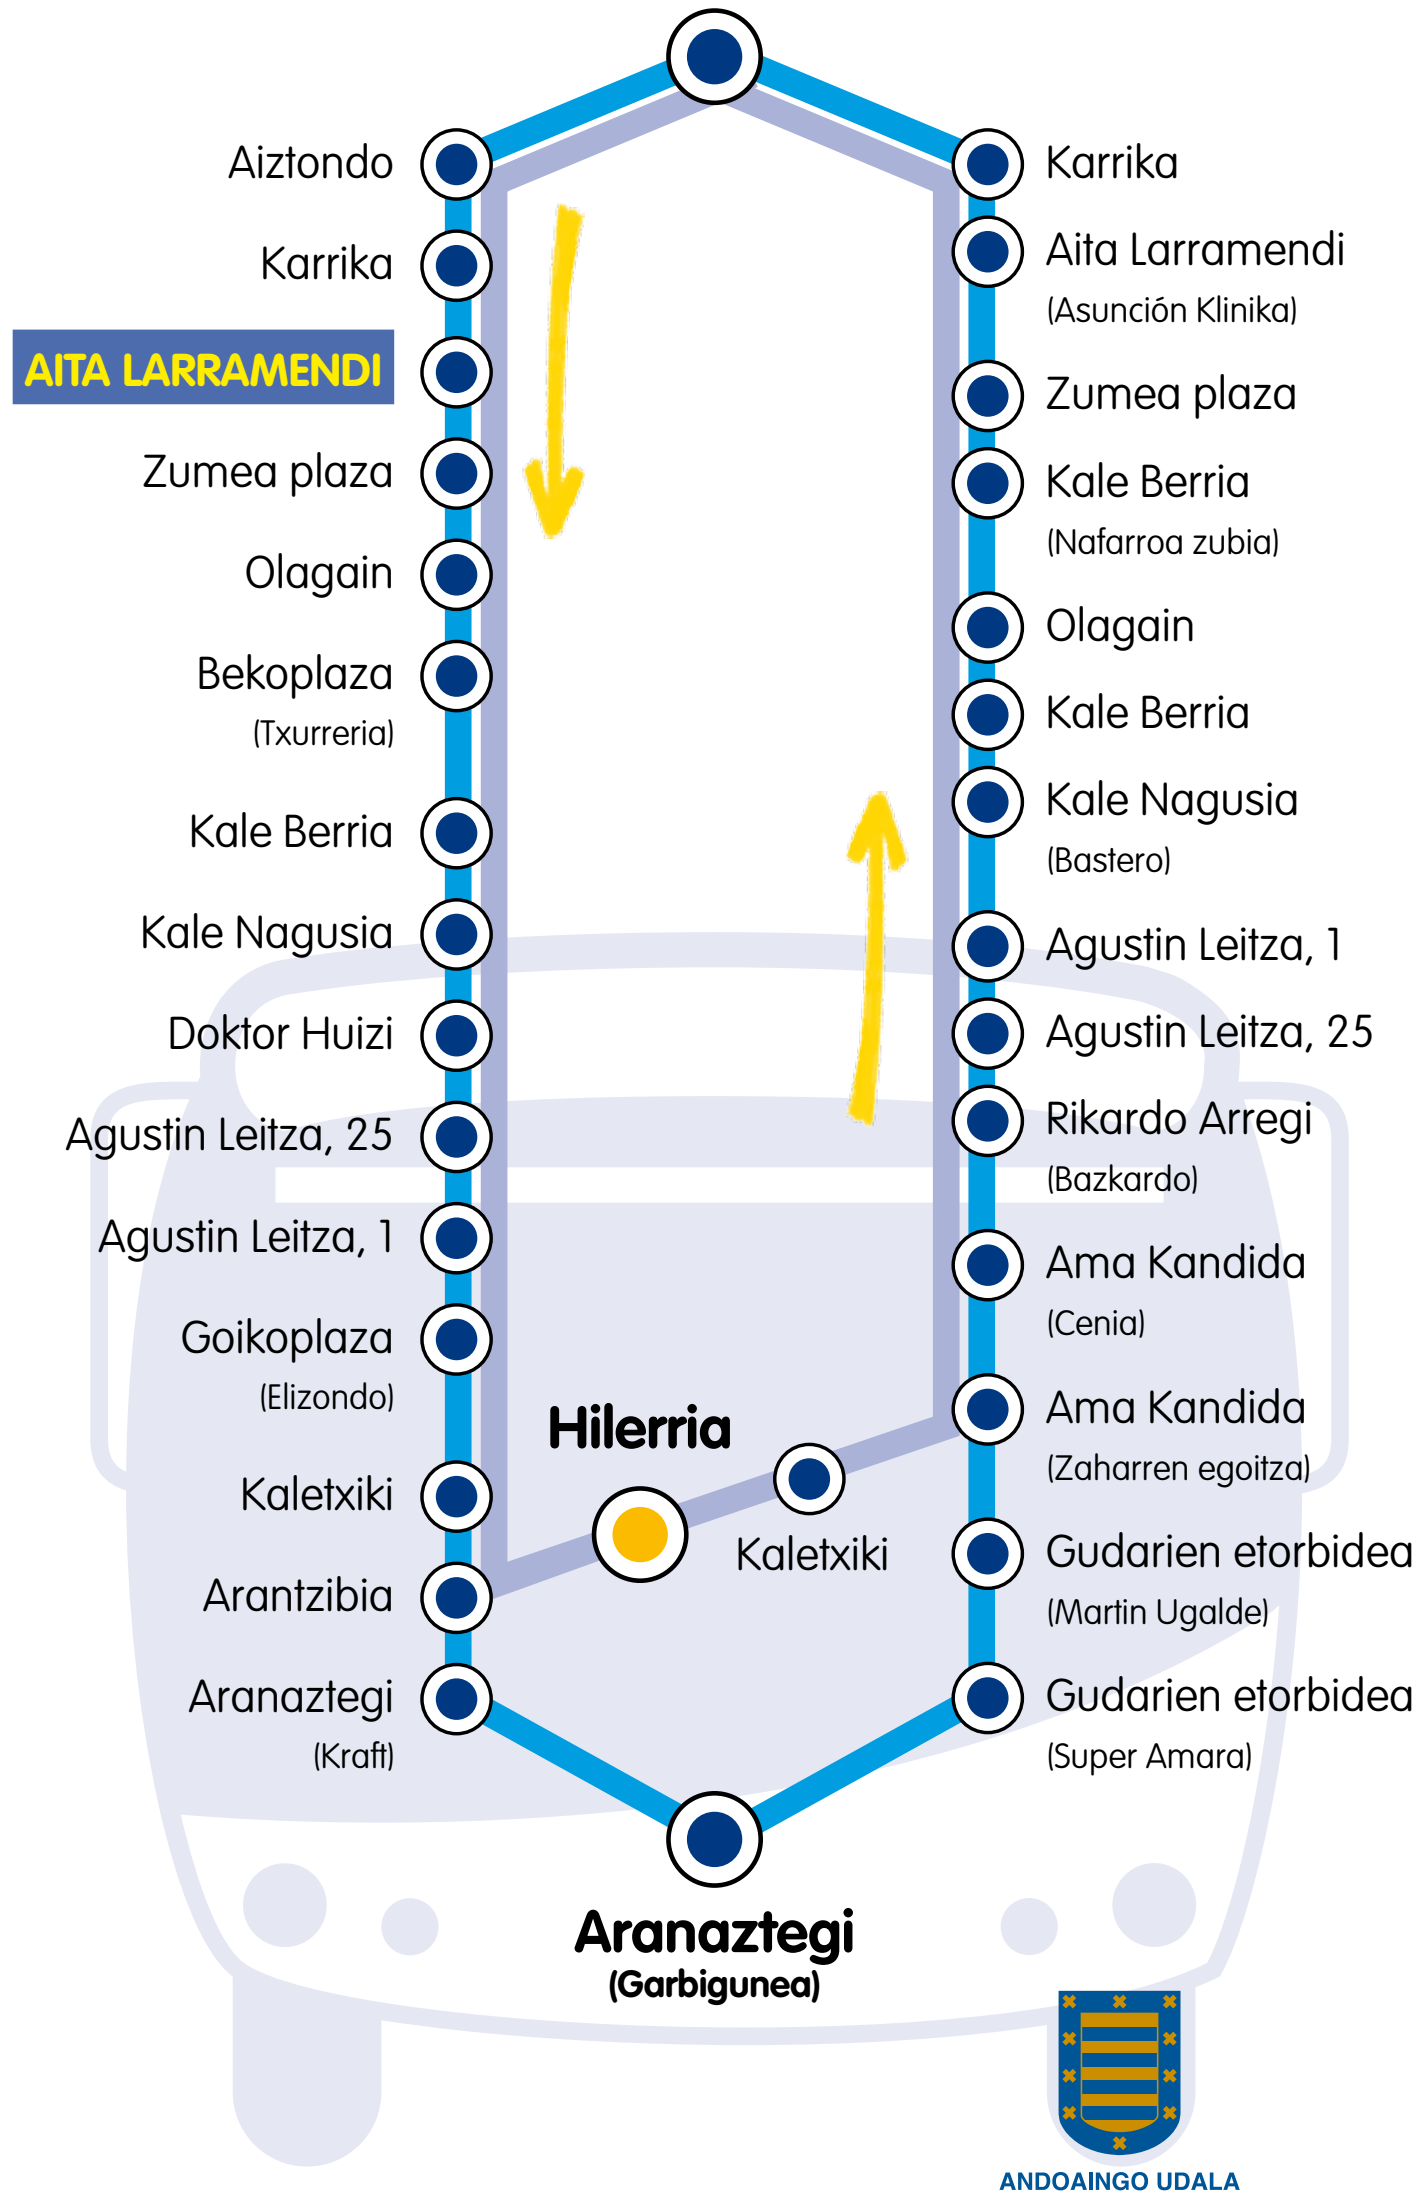 Aiztondo
Karrika
AITA LARRAMENDI
Zumea plaza
Olagain
Bekoplaza
(Txurreria)
Kale Berria
Kale Nagusia
Doktor Huizi
Agustin Leitza, 25
Agustin Leitza, 1
Goikoplaza
(Elizondo)
Kaletxiki
Arantzibia
Aranaztegi
(Kraft)
Hilerria
Kaletxiki
Karrika
Aita Larramendi
(Asunción Klinika)
Zumea plaza
Kale Berria
(Nafarroa zubia)
Olagain
Kale Berria
Kale Nagusia
(Bastero)
Agustin Leitza, 1
Agustin Leitza, 25
Rikardo Arregi
(Bazkardo)
Ama Kandida
(Cenia)
Ama Kandida
(Zaharren egoitza)
Gudarien etorbidea
(Martin Ugalde)
Gudarien etorbidea
(Super Amara)
Aranaztegi
(Garbigunea)
ANDOAINGO UDALA